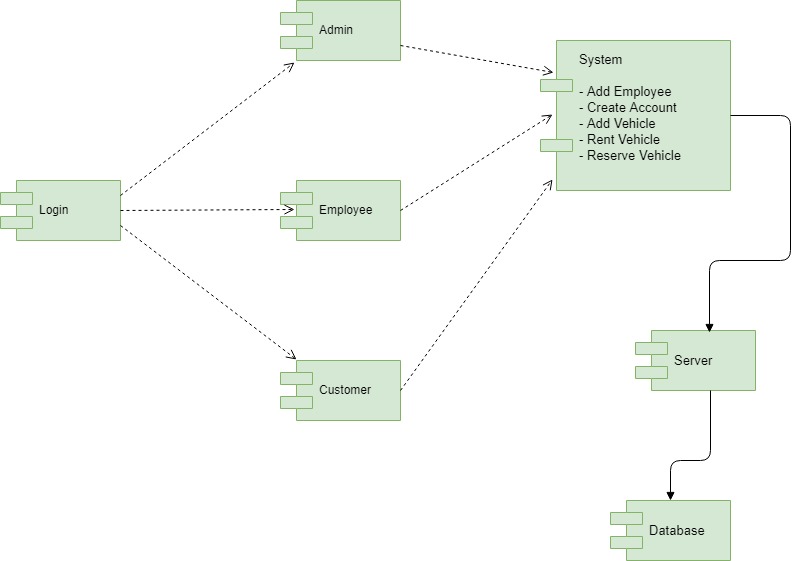 Admin
System
- Add Employee
- Create Account
- Add Vehicle
- Rent Vehicle
- Reserve Vehicle
Login
Employee
Server
Customer
Database